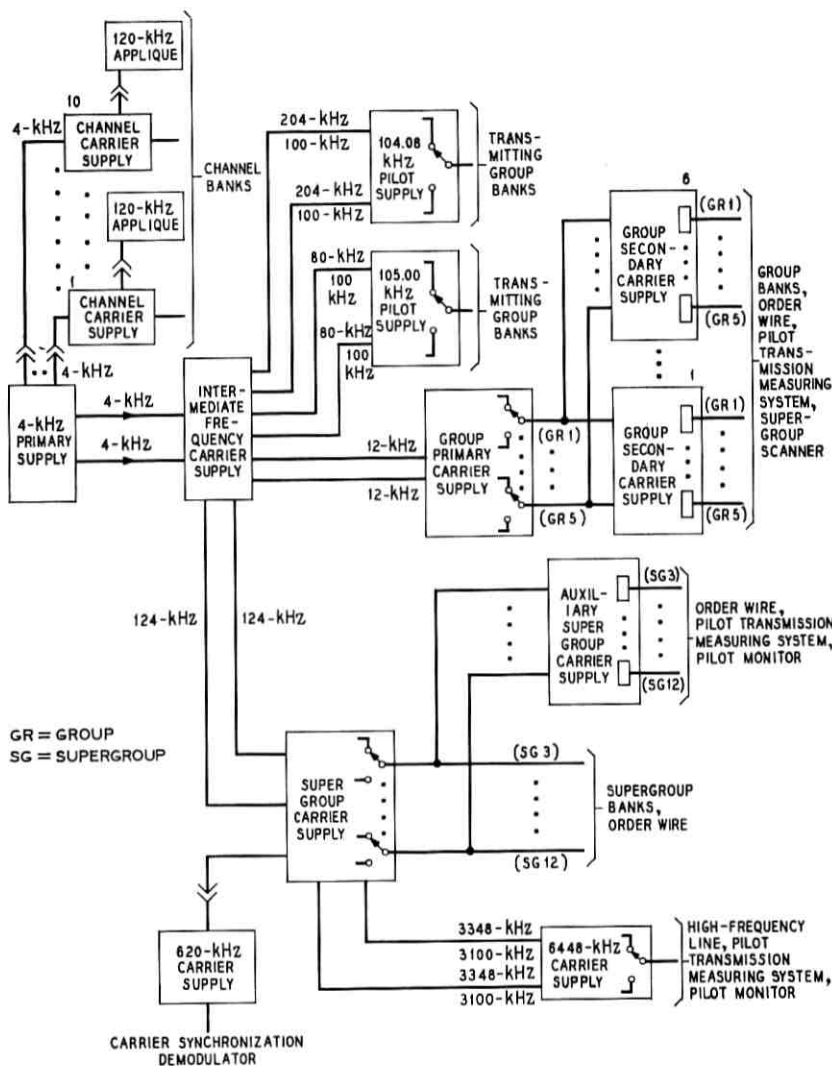 120-kHz
APPLIQUE
10
4-kHz
CHANNEL
CARRIER
SUPPLY
120-kHz
APPLIQUE
1
CHANNEL
CARRIER
SUPPLY
CHANNEL
BANKS
4-kHz
4-kHz
PRIMARY
SUPPLY
4-kHz
4-kHz
INTER-
MEDIATE
FRE-
QUENCY
CARRIER
SUPPLY
204-kHz
100-kHz
204-kHz
100-kHz
104.08
kHz
PILOT
SUPPLY
TRANS-
MITTING
GROUP
BANKS
80-kHz
100
kHz
80-kHz
100
kHz
105.00
kHz
PILOT
SUPPLY
TRANS-
MITTING
GROUP
BANKS
12-kHz
12-kHz
GROUP
PRIMARY
CARRIER
SUPPLY
(GR1)
(GR5)
6
GROUP
SECON-
DARY
CARRIER
SUPPLY
(GR1)
(GR5)
1
GROUP
SECON-
DARY
CARRIER
SUPPLY
(GR1)
(GR5)
GROUP
BANKS,
ORDER
WIRE,
PILOT
TRANS-
MISSION
MEASURING
SYSTEM,
SUPER-
GROUP
SCANNER
124-kHz
124-kHz
AUXIL-
IARY
SUPER
GROUP
CARRIER
SUPPLY
(SG3)
(SG12)
ORDER WIRE,
PILOT TRANSMISSION
MEASURING SYSTEM,
PILOT MONITOR
GR = GROUP
SG = SUPERGROUP
SUPER
GROUP
CARRIER
SUPPLY
(SG 3)
(SG12)
SUPERGROUP
BANKS,
ORDER WIRE
620-kHz
CARRIER
SUPPLY
CARRIER SYNCHRONIZATION
DEMODULATOR
3348-kHz
3100-kHz
3348-kHz
3100-kHz
6448-kHz
CARRIER
SUPPLY
HIGH-FREQUENCY
LINE, PILOT
TRANSMISSION
MEASURING SYSTEM,
PILOT MONITOR